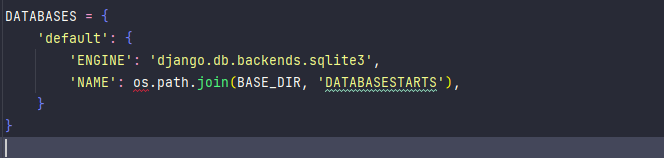 DATABASES = {
    'default': {
        'ENGINE': 'django.db.backends.sqlite3',
        'NAME': os.path.join(BASE_DIR, 'DATABASESTARTS'),
    }
}